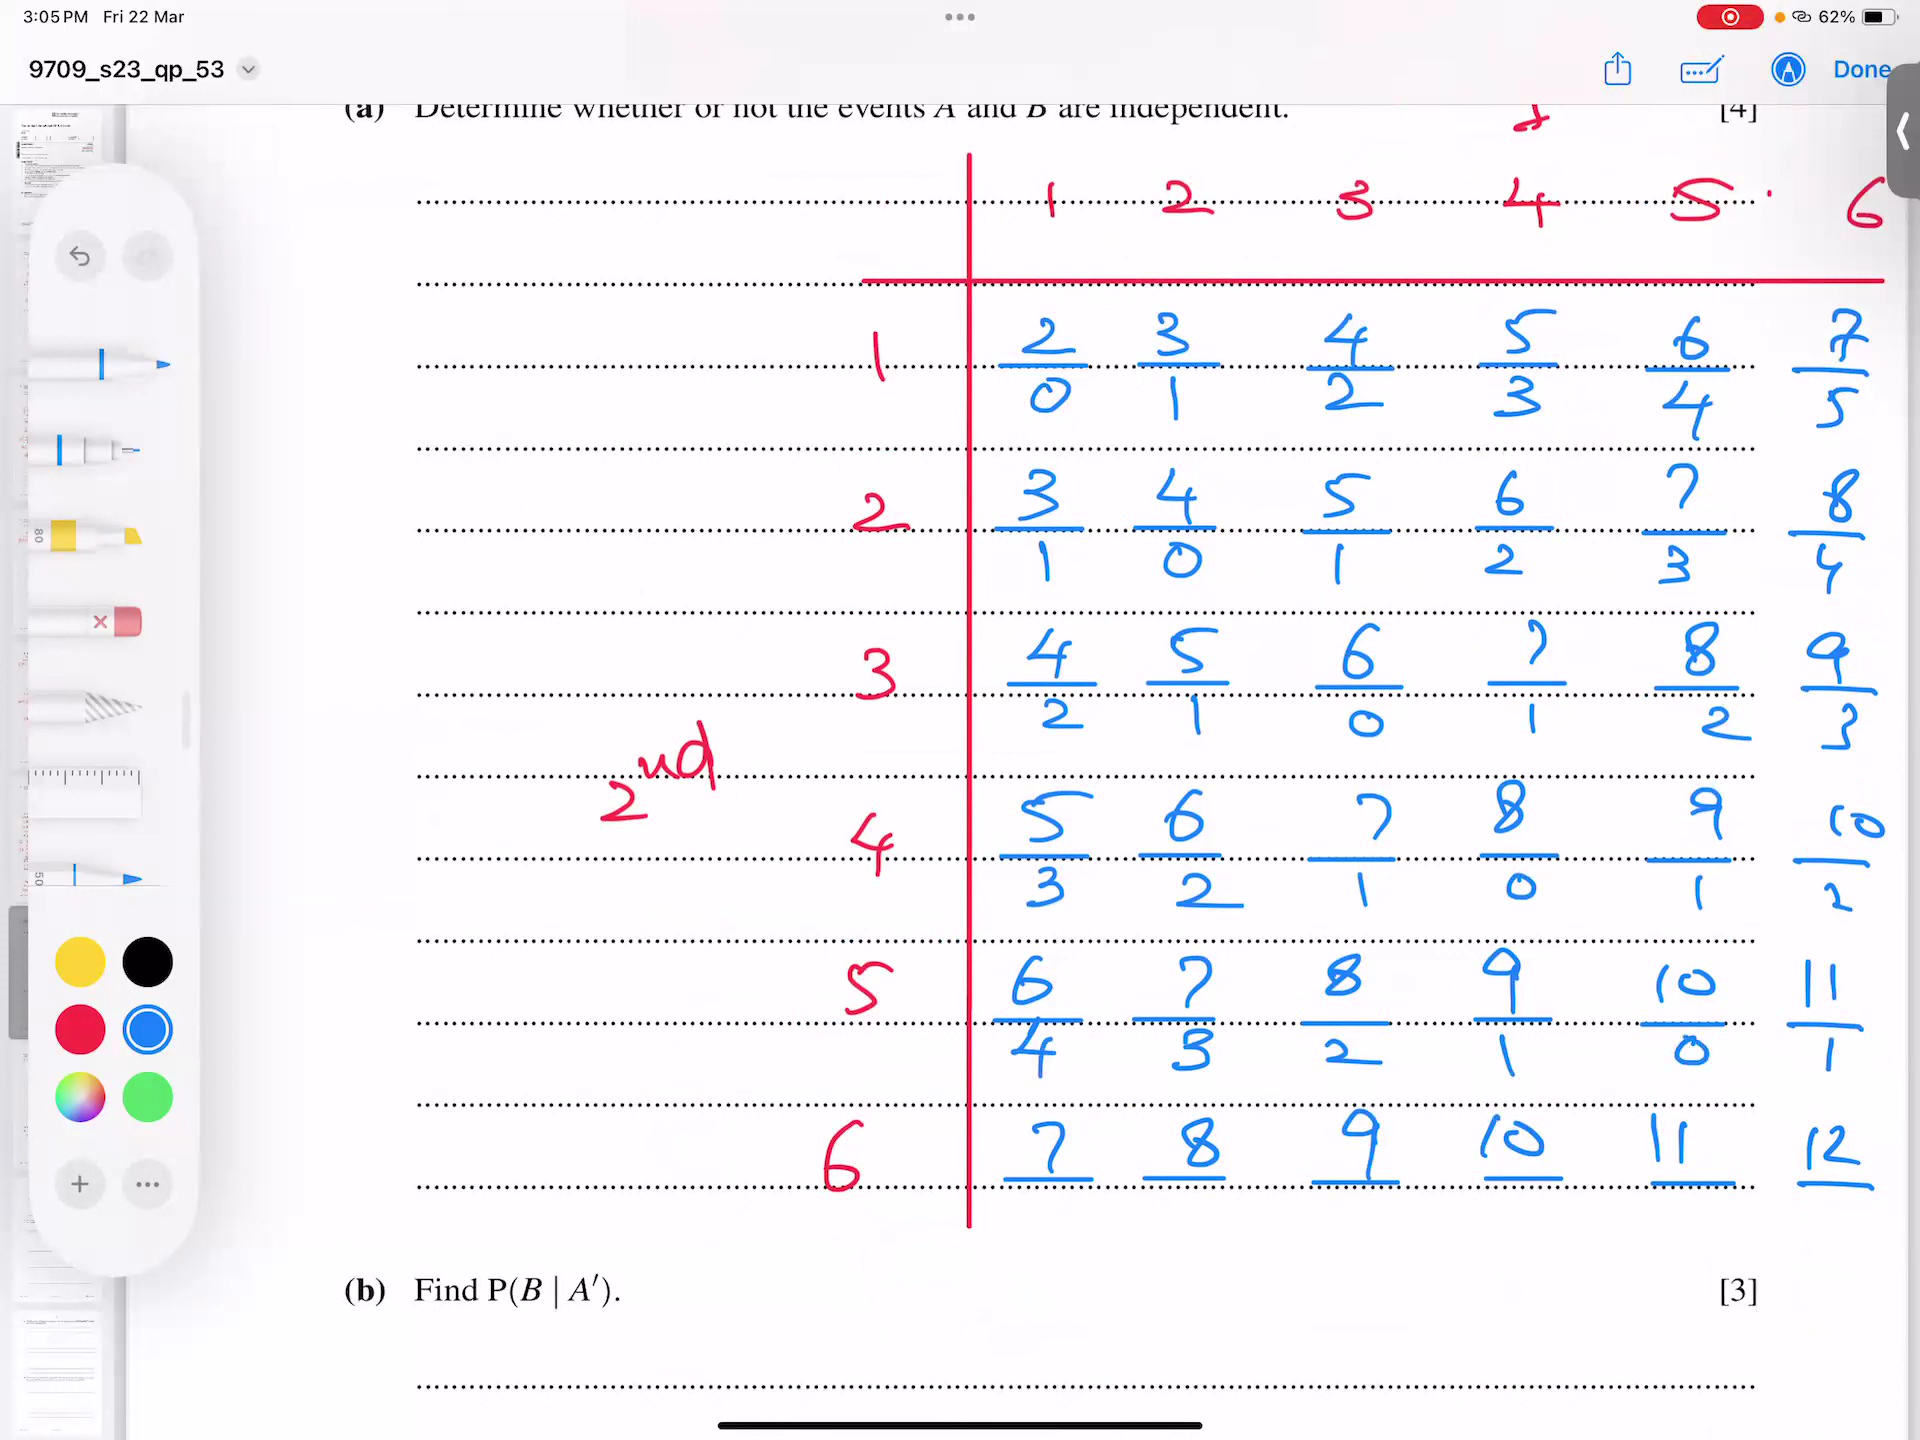 3:05 PM Fri 22 Mar
62%
9709_s23_qp_53
Done
(a) Determine whether or not the events A and B are independent. [4]
1 2 3 4 5 6
1 2 3 4 5 6 7
0 1 2 3 4 5
2 3 4 5 6 7 8
1 0 1 2 3 4
3 4 5 6 7 8 9
2 1 0 1 2 3
2nd
4 5 6 7 8 9 10
3 2 1 0 1 2
5 6 7 8 9 10 11
4 3 2 1 0 1
6 7 8 9 10 11 12
(b) Find P(B | A′). [3]
80
50